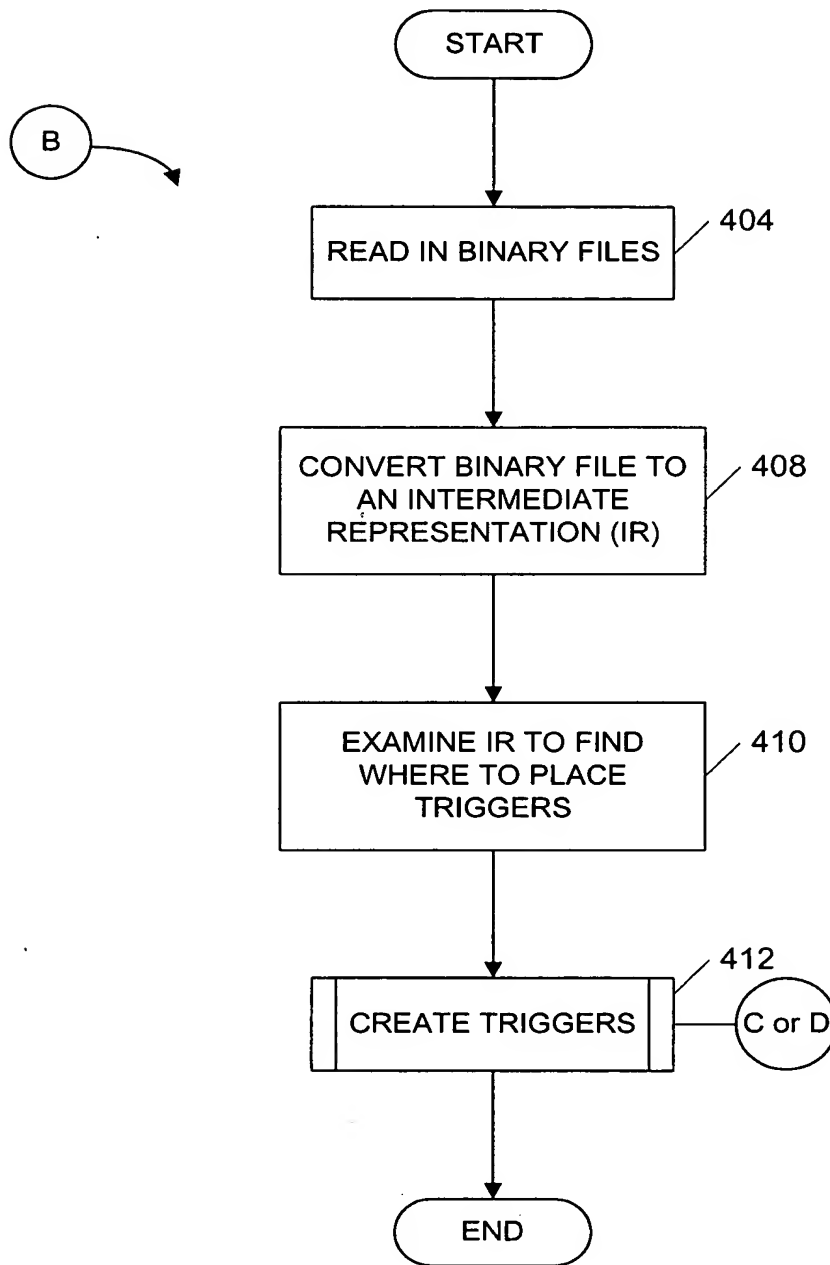 START
B
404
READ IN BINARY FILES
408
CONVERT BINARY FILE TO
AN INTERMEDIATE
REPRESENTATION (IR)
410
EXAMINE IR TO FIND
WHERE TO PLACE
TRIGGERS
412
CREATE TRIGGERS
C or D
END